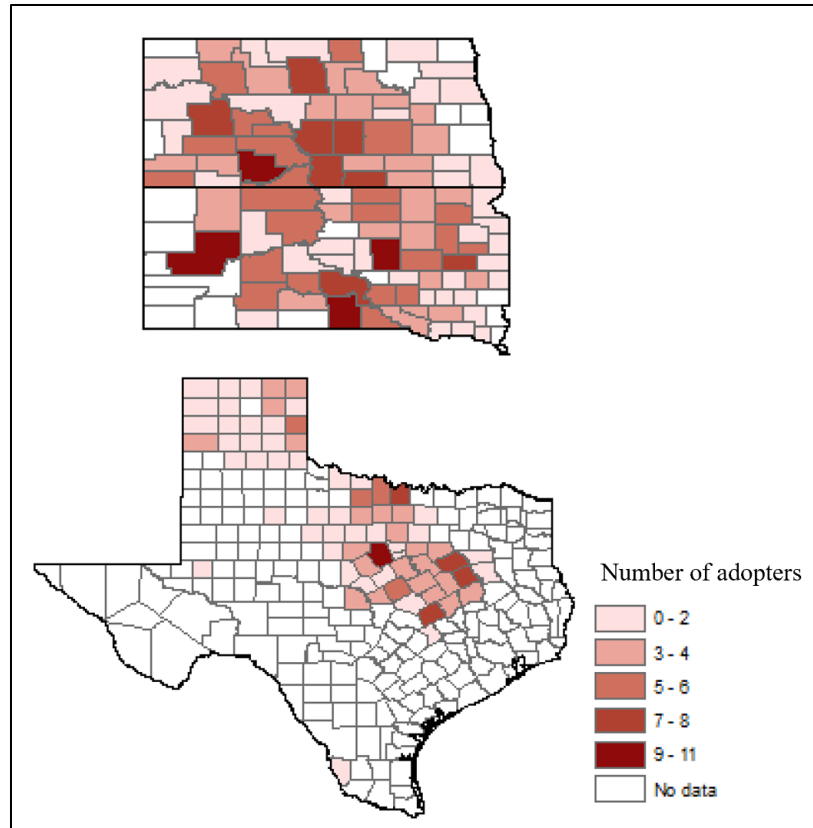 Number of adopters
0 - 2
3 - 4
5 - 6
7 - 8
9 - 11
No data